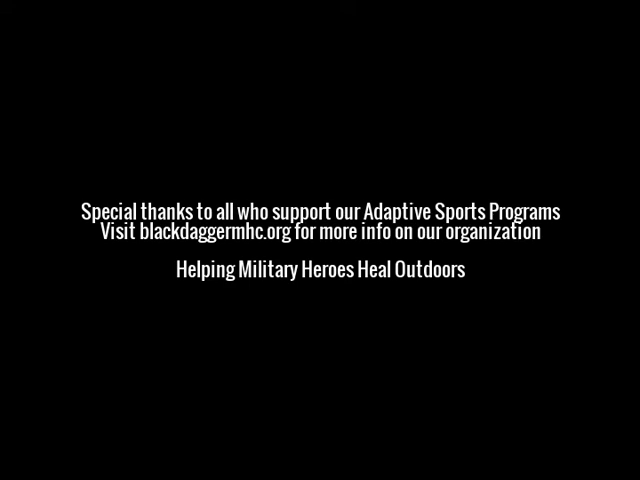 Special thanks to all who support our Adaptive Sports Programs
Visit blackdaggermhc.org for more info on our organization
Helping Military Heroes Heal Outdoors